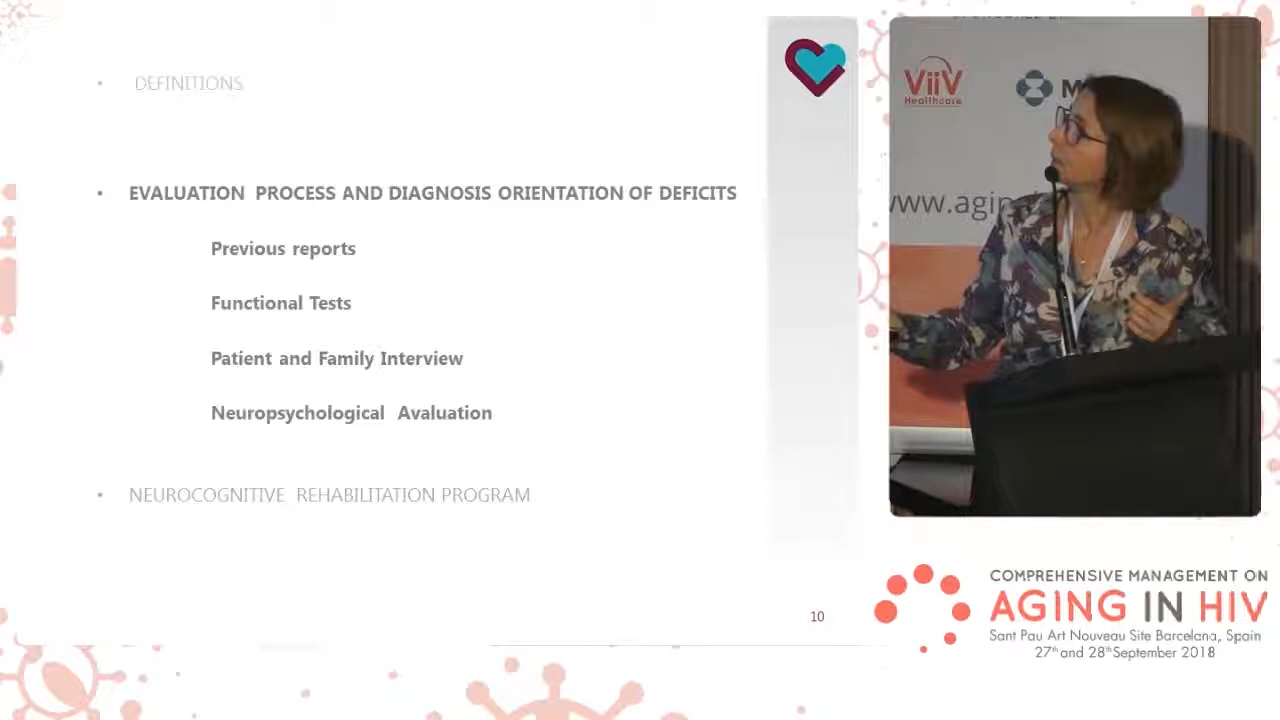 DEFINITIONS
EVALUATION PROCESS AND DIAGNOSIS ORIENTATION OF DEFICITS
Previous reports
Functional Tests
Patient and Family Interview
Neuropsychological Avaluation
NEUROCOGNITIVE REHABILITATION PROGRAM
10
ViiV
Healthcare
COMPREHENSIVE MANAGEMENT ON
AGING IN HIV
Sant Pau Art Nouveau Site Barcelona, Spain
27th and 28th September 2018